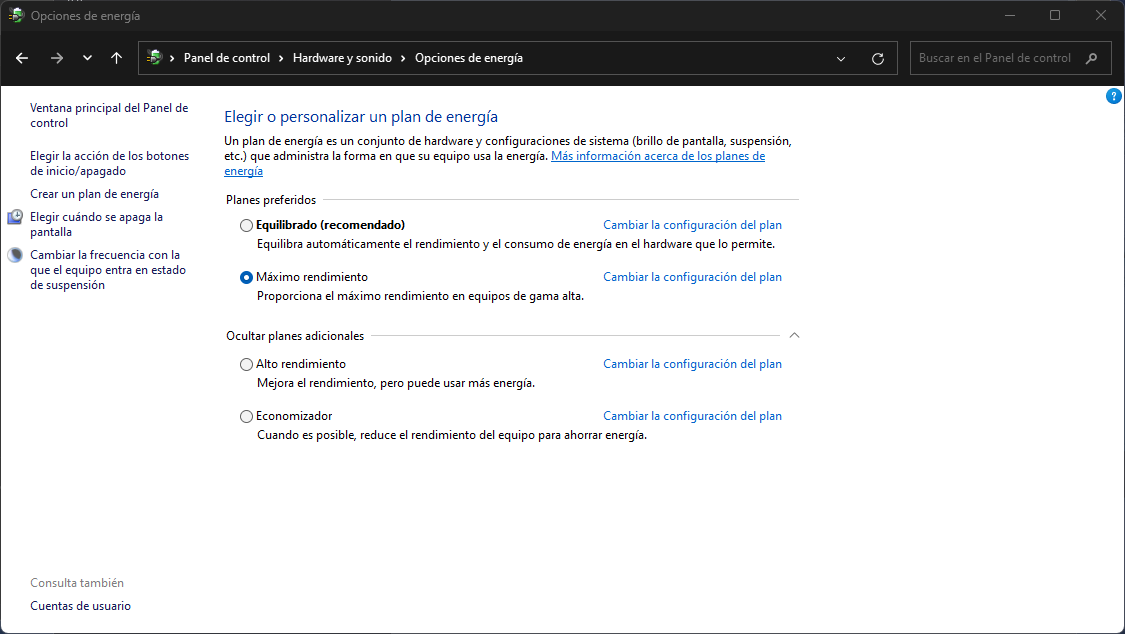 Opciones de energía
Panel de control > Hardware y sonido > Opciones de energía
Buscar en el Panel de control
Ventana principal del Panel de
control
Elegir la acción de los botones
de inicio/apagado
Crear un plan de energía
Elegir cuándo se apaga la
pantalla
Cambiar la frecuencia con la
que el equipo entra en estado
de suspensión
Elegir o personalizar un plan de energía
Un plan de energía es un conjunto de hardware y configuraciones de sistema (brillo de pantalla, suspensión,
etc.) que administra la forma en que su equipo usa la energía. Más información acerca de los planes de
energía
Planes preferidos
Equilibrado (recomendado) Cambiar la configuración del plan
Equilibra automáticamente el rendimiento y el consumo de energía en el hardware que lo permite.
Máximo rendimiento Cambiar la configuración del plan
Proporciona el máximo rendimiento en equipos de gama alta.
Ocultar planes adicionales
Alto rendimiento Cambiar la configuración del plan
Mejora el rendimiento, pero puede usar más energía.
Economizador Cambiar la configuración del plan
Cuando es posible, reduce el rendimiento del equipo para ahorrar energía.
Consulta también
Cuentas de usuario